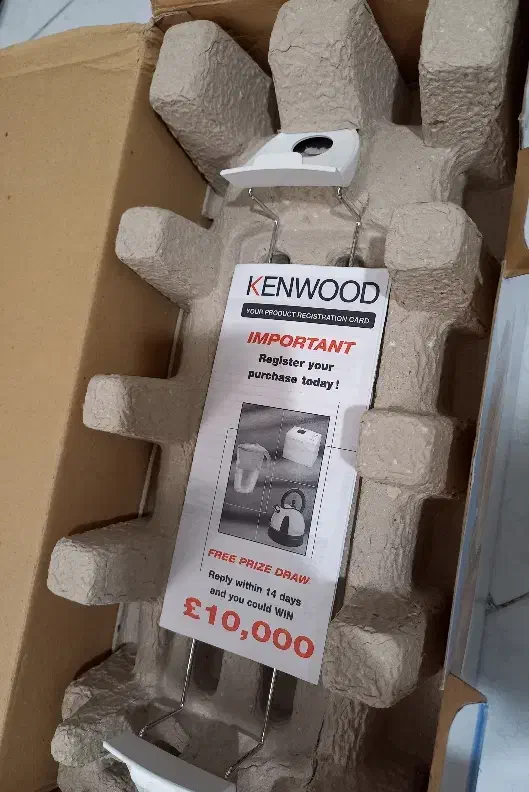 KENWOOD
YOUR PRODUCT REGISTRATION CARD
IMPORTANT
Register your
purchase today!
FREE PRIZE DRAW
Reply within 14 days
and you could WIN
£10,000